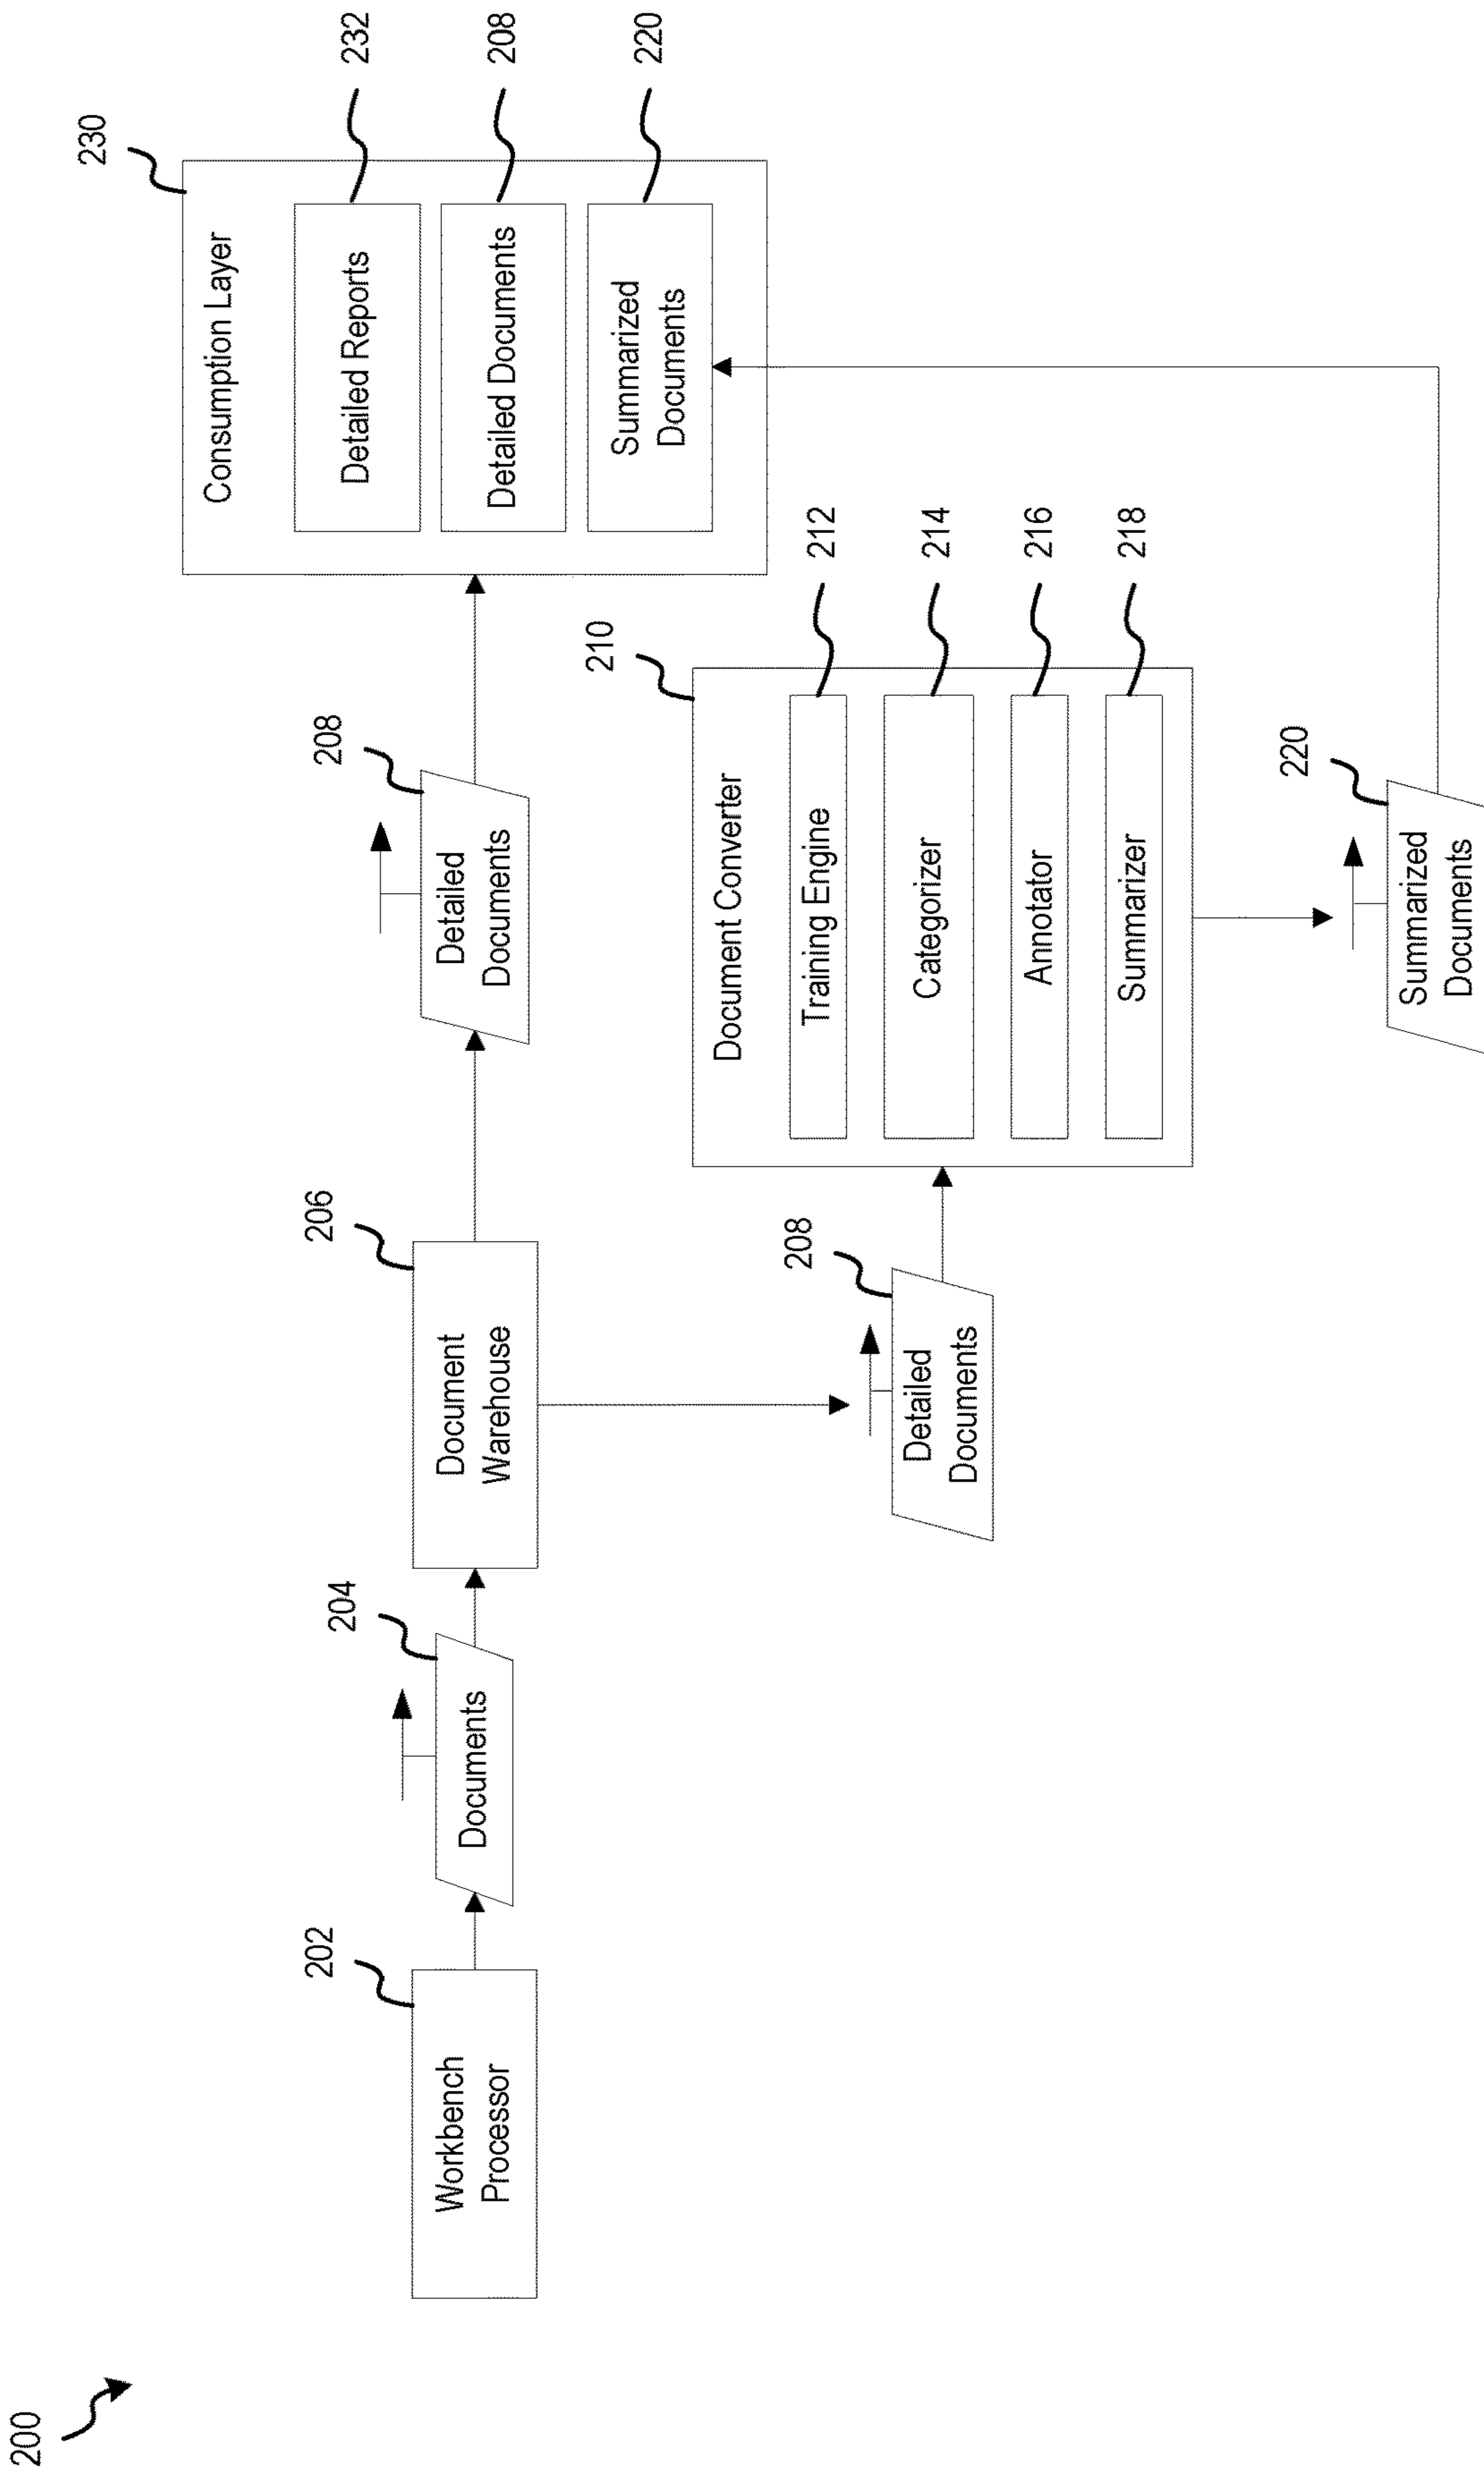 200
202
Workbench
Processor
204
Documents
206
Document
Warehouse
208
Detailed
Documents
230
Consumption Layer
Detailed Reports
232
Detailed Documents
208
Summarized
Documents
220
208
Detailed
Documents
210
Document Converter
Training Engine
212
Categorizer
214
Annotator
216
Summarizer
218
220
Summarized
Documents